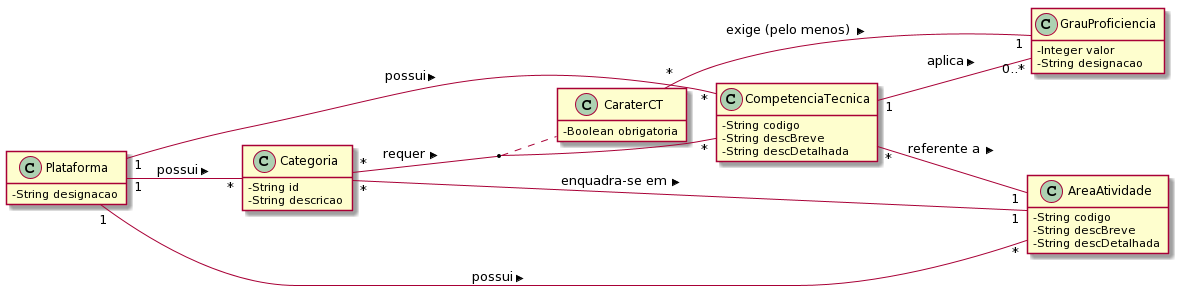 C GrauProficiencia
-Integer valor
-String designacao
exige (pelo menos) ▶
1
*
aplica ▶
0..*
1
possui ▶
1
*
C CaraterCT
-Boolean obrigatoria
C CompetenciaTecnica
-String codigo
-String descBreve
-String descDetalhada
C Plataforma
-String designacao
possui ▶
1
*
C Categoria
-String id
-String descricao
requer ▶
*
*
referente a ▶
*
1
enquadra-se em ▶
*
1
C AreaAtividade
-String codigo
-String descBreve
-String descDetalhada
possui ▶
1
*